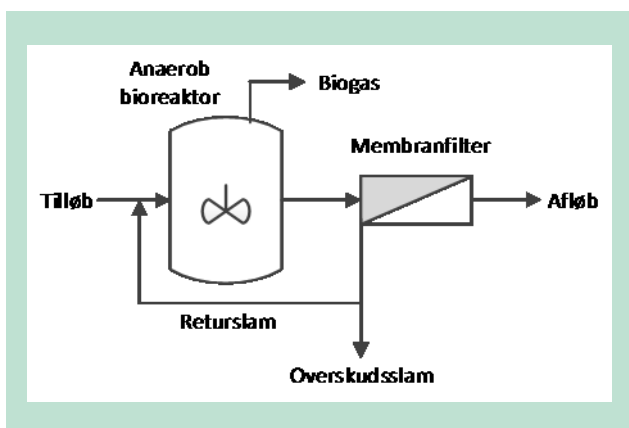 Anaerob
bioreaktor
Biogas
Membranfilter
Tilløb
Afløb
Returslam
Overskudsslam